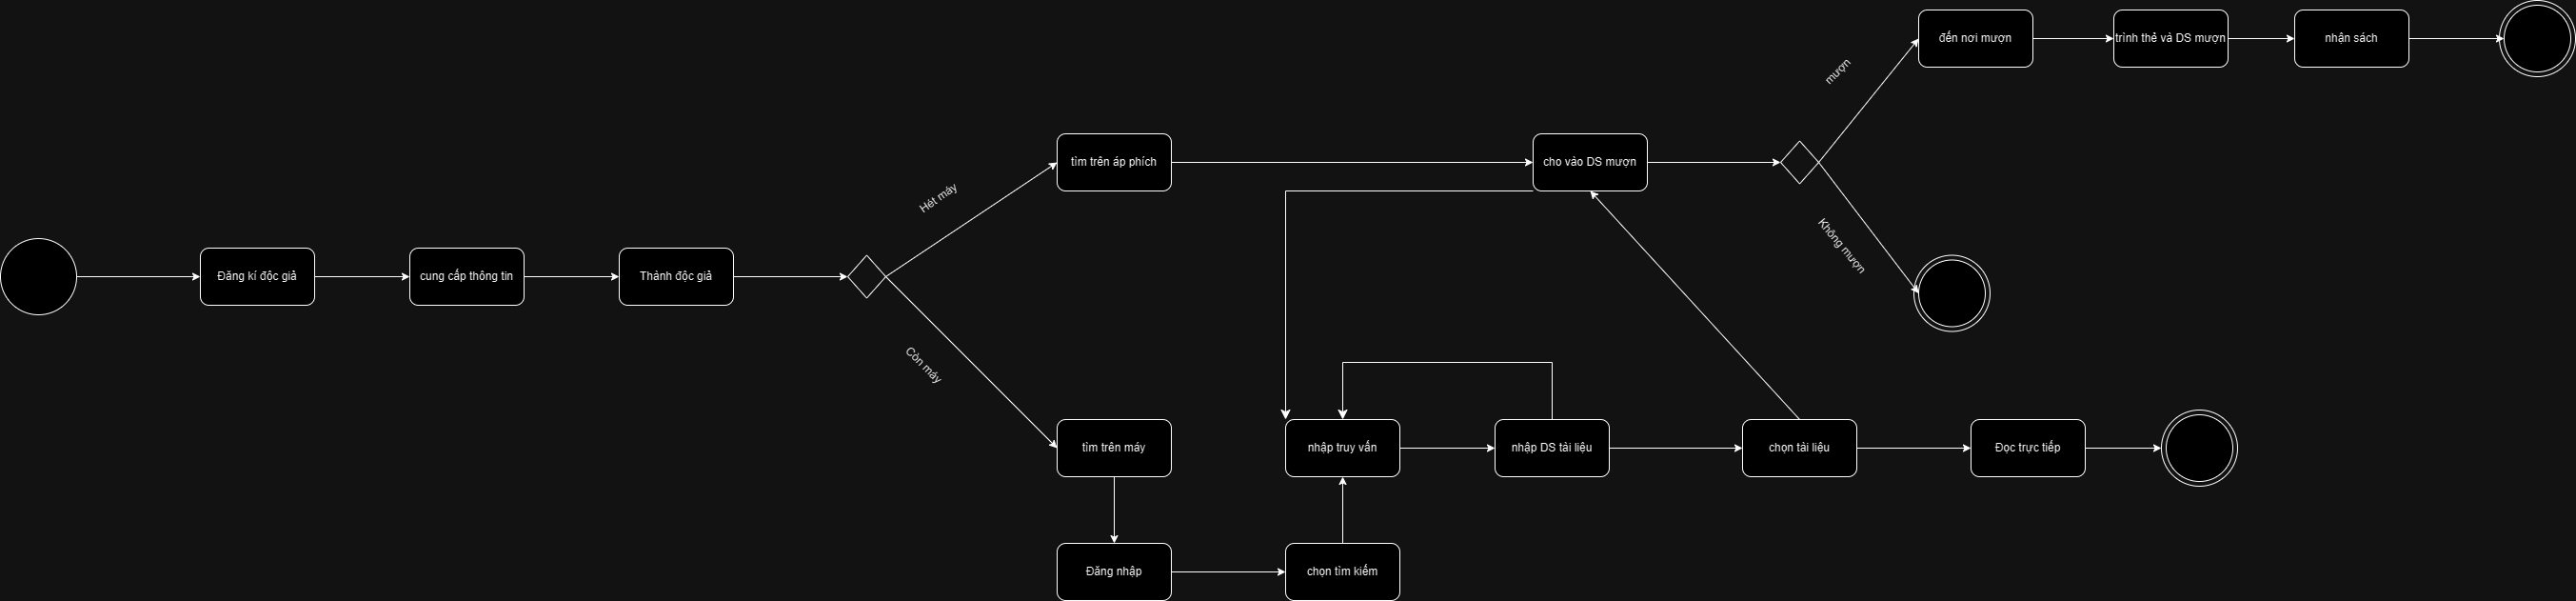 đến nơi mượn
trình thẻ và DS mượn
nhận sách
mượn
tìm trên áp phích
cho vào DS mượn
Hét máy
Không mượn
Đăng kí độc giả
cung cấp thông tin
Thánh độc giả
Còn máy
tìm trên máy
nhập truy vấn
nhập DS tài liệu
chọn tài liệu
Đọc trực tiếp
Đăng nhập
chọn tìm kiếm